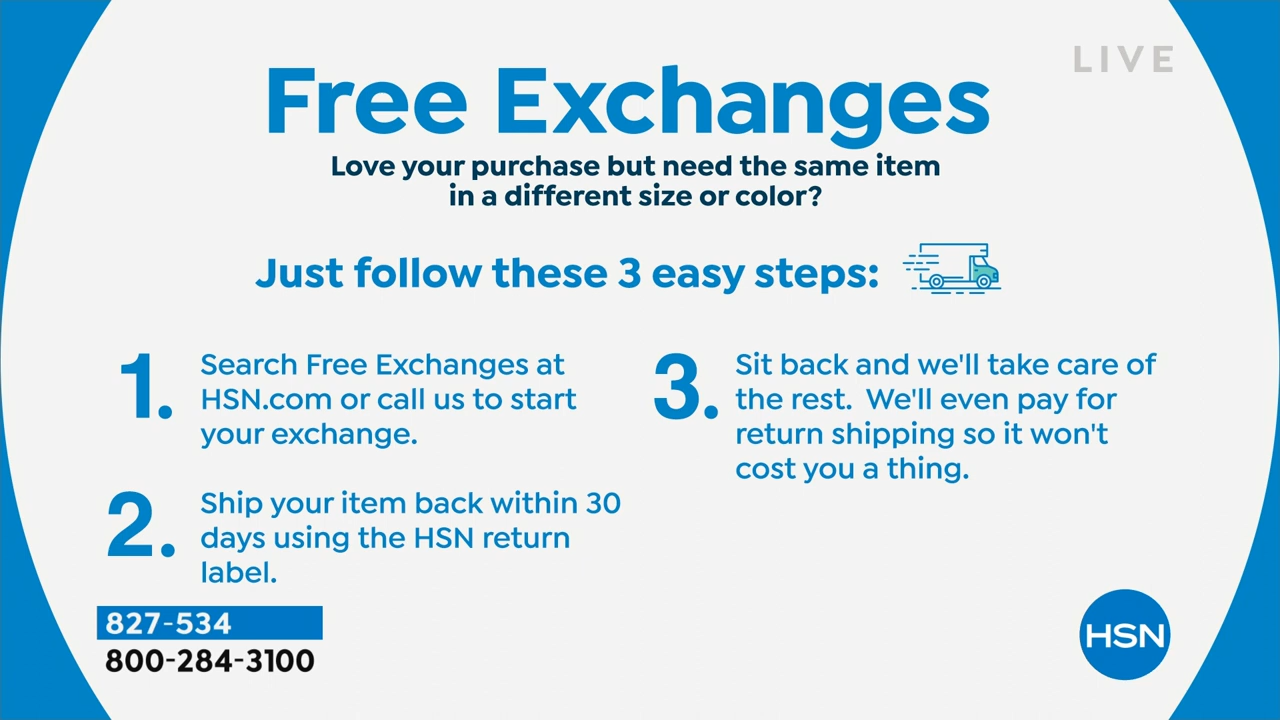 LIVE
Free Exchanges
Love your purchase but need the same item
in a different size or color?
Just follow these 3 easy steps:
1. Search Free Exchanges at
HSN.com or call us to start
your exchange.
2. Ship your item back within 30
days using the HSN return
label.
3. Sit back and we'll take care of
the rest.  We'll even pay for
return shipping so it won't
cost you a thing.
827-534
800-284-3100
HSN